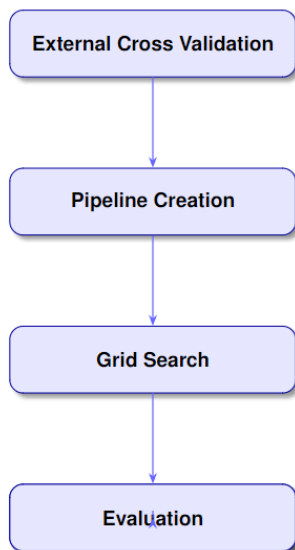 External Cross Validation
Pipeline Creation
Grid Search
Evaluation